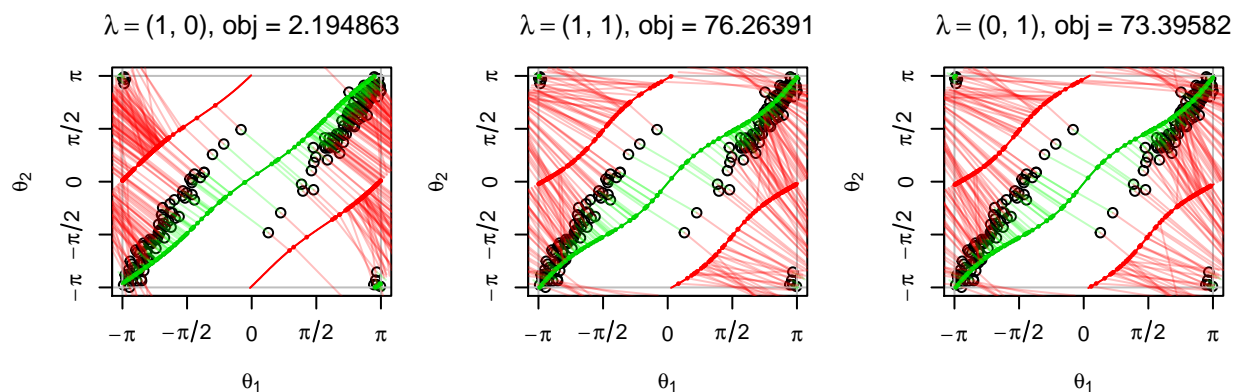 λ = (1, 0), obj = 2.194863
θ2
π
π/2
0
−π/2
−π
−π
−π/2
0
π/2
π
θ1
λ = (1, 1), obj = 76.26391
θ2
π
π/2
0
−π/2
−π
−π
−π/2
0
π/2
π
θ1
λ = (0, 1), obj = 73.39582
θ2
π
π/2
0
−π/2
−π
−π
−π/2
0
π/2
π
θ1